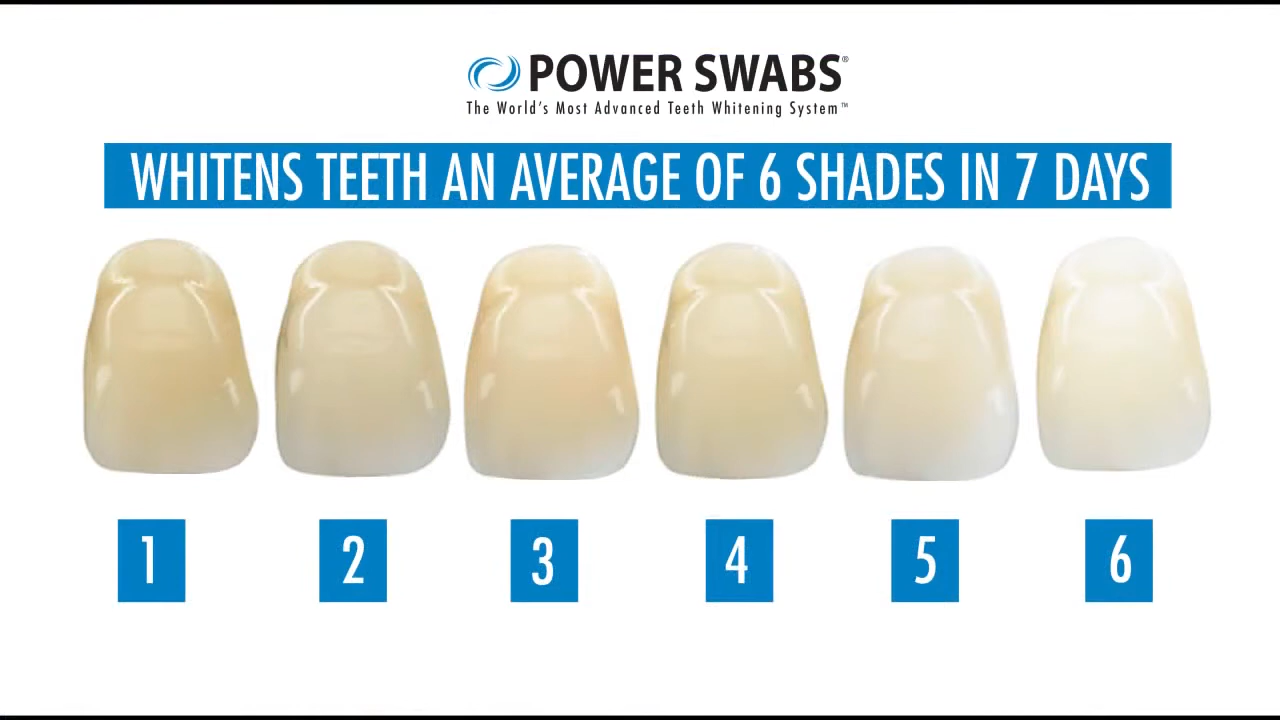 POWER SWABS®
The World's Most Advanced Teeth Whitening System™
WHITENS TEETH AN AVERAGE OF 6 SHADES IN 7 DAYS
1 2 3 4 5 6